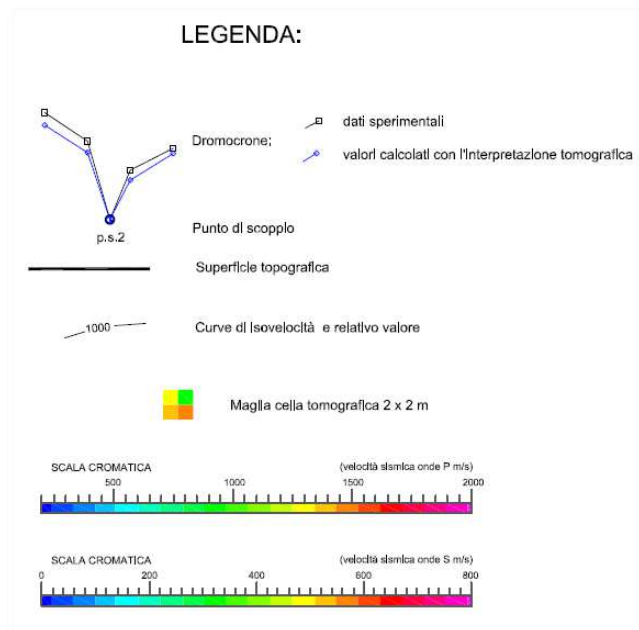 LEGENDA:
dati sperimentali
Dromocrone;
valori calcolati con l'interpretazione tomografica
p.s.2
Punto di scoppio
Superficie topografica
1000
Curve di isovelocità e relativo valore
Maglia cella tomografica 2 x 2 m
SCALA CROMATICA (velocità sismica onde P m/s)
500 1000 1500 2000
SCALA CROMATICA (velocità sismica onde S m/s)
0 200 400 600 800